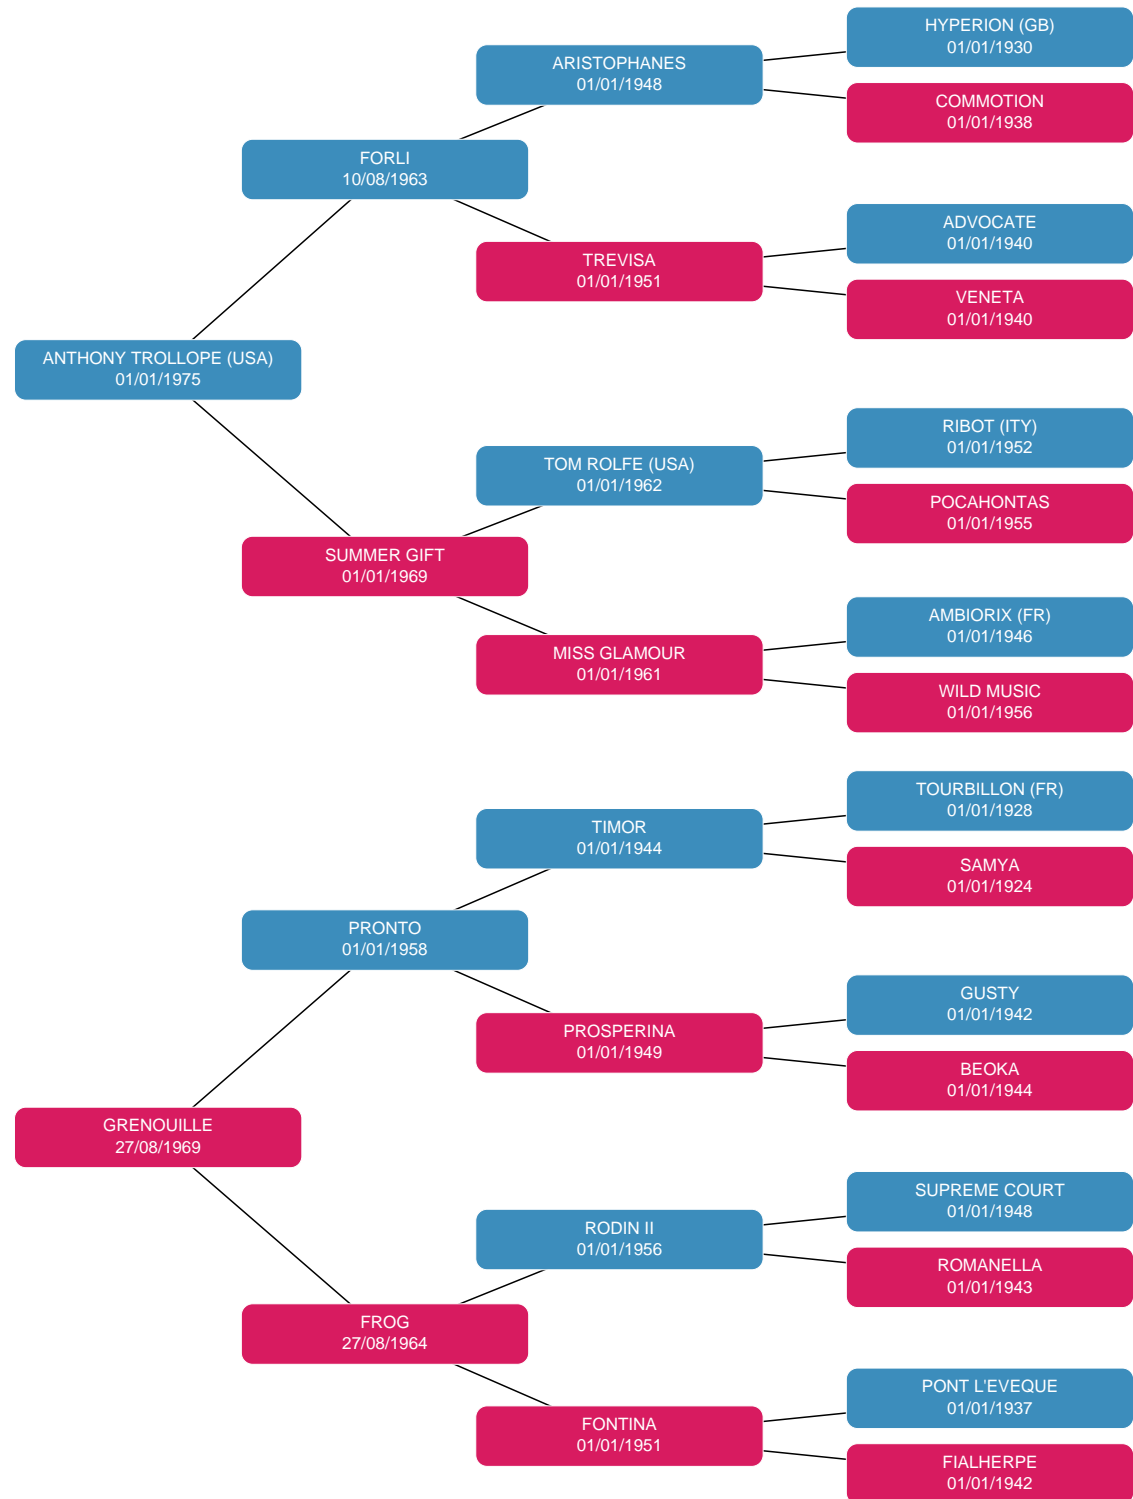 HYPERION (GB)
01/01/1930
ARISTOPHANES
01/01/1948
COMMOTION
01/01/1938
FORLI
10/08/1963
ADVOCATE
01/01/1940
TREVISA
01/01/1951
VENETA
01/01/1940
ANTHONY TROLLOPE (USA)
01/01/1975
RIBOT (ITY)
01/01/1952
TOM ROLFE (USA)
01/01/1962
POCAHONTAS
01/01/1955
SUMMER GIFT
01/01/1969
AMBIORIX (FR)
01/01/1946
MISS GLAMOUR
01/01/1961
WILD MUSIC
01/01/1956
TOURBILLON (FR)
01/01/1928
TIMOR
01/01/1944
SAMYA
01/01/1924
PRONTO
01/01/1958
GUSTY
01/01/1942
PROSPERINA
01/01/1949
BEOKA
01/01/1944
GRENOUILLE
27/08/1969
SUPREME COURT
01/01/1948
RODIN II
01/01/1956
ROMANELLA
01/01/1943
FROG
27/08/1964
PONT L'EVEQUE
01/01/1937
FONTINA
01/01/1951
FIALHERPE
01/01/1942